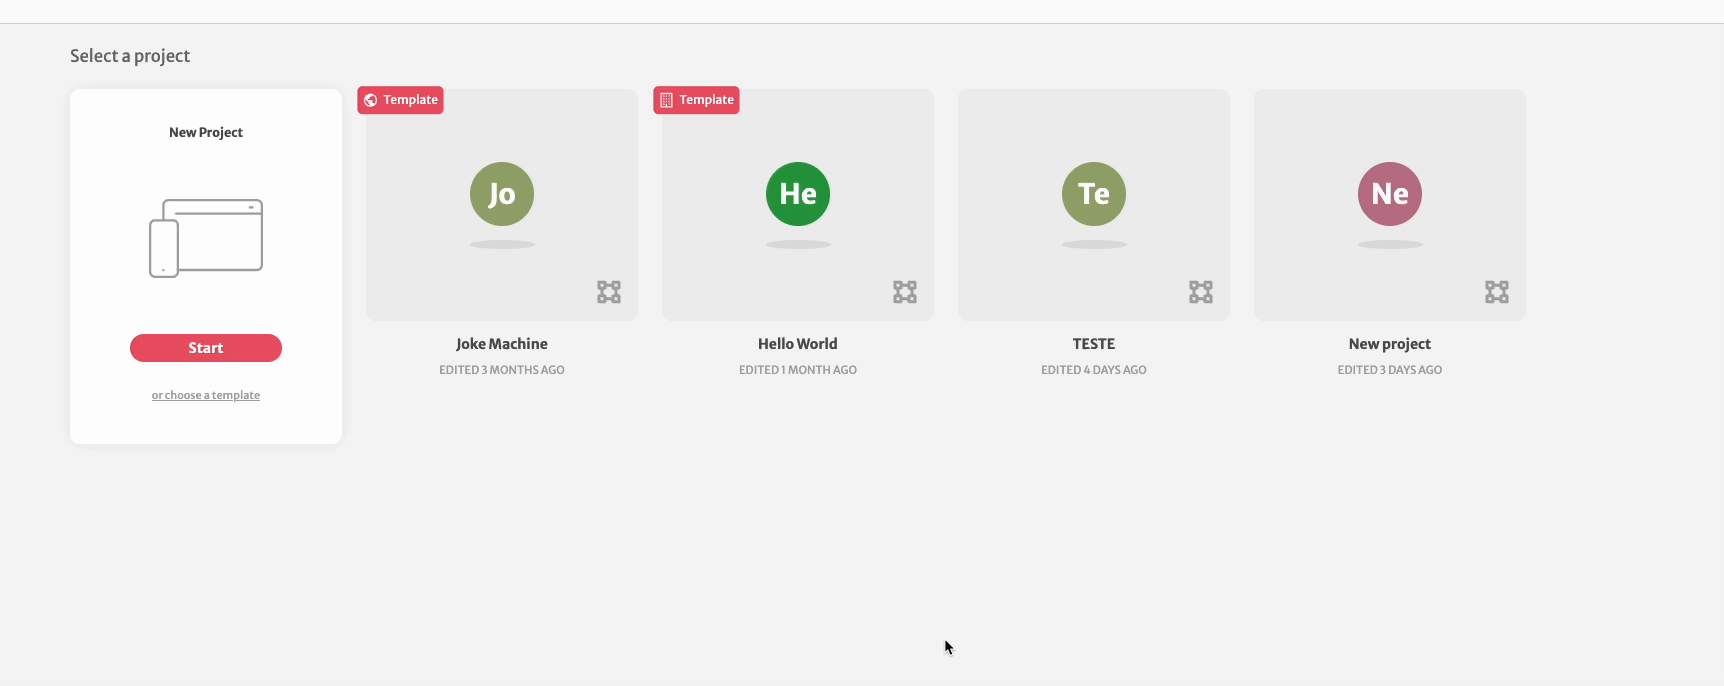 Select a project
New Project
Start
or choose a template
Template
Jo
Joke Machine
EDITED 3 MONTHS AGO
Template
He
Hello World
EDITED 1 MONTH AGO
Te
TESTE
EDITED 4 DAYS AGO
Ne
New project
EDITED 3 DAYS AGO